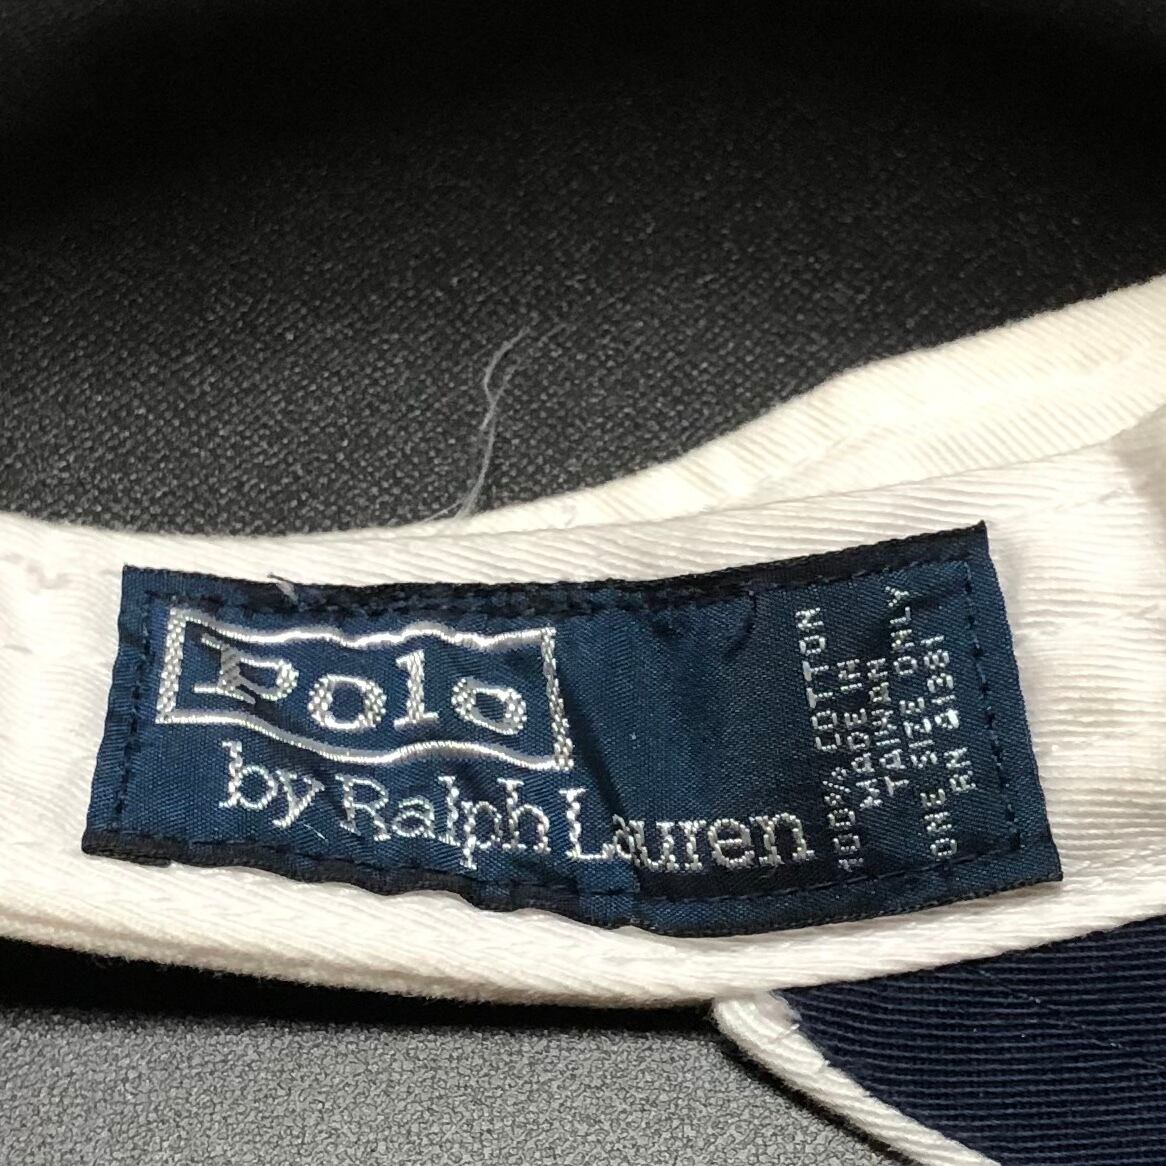 Polo
by Ralph Lauren
100% COTTON
MADE IN
TAIWAN
ONE SIZE ONLY
RN 41381